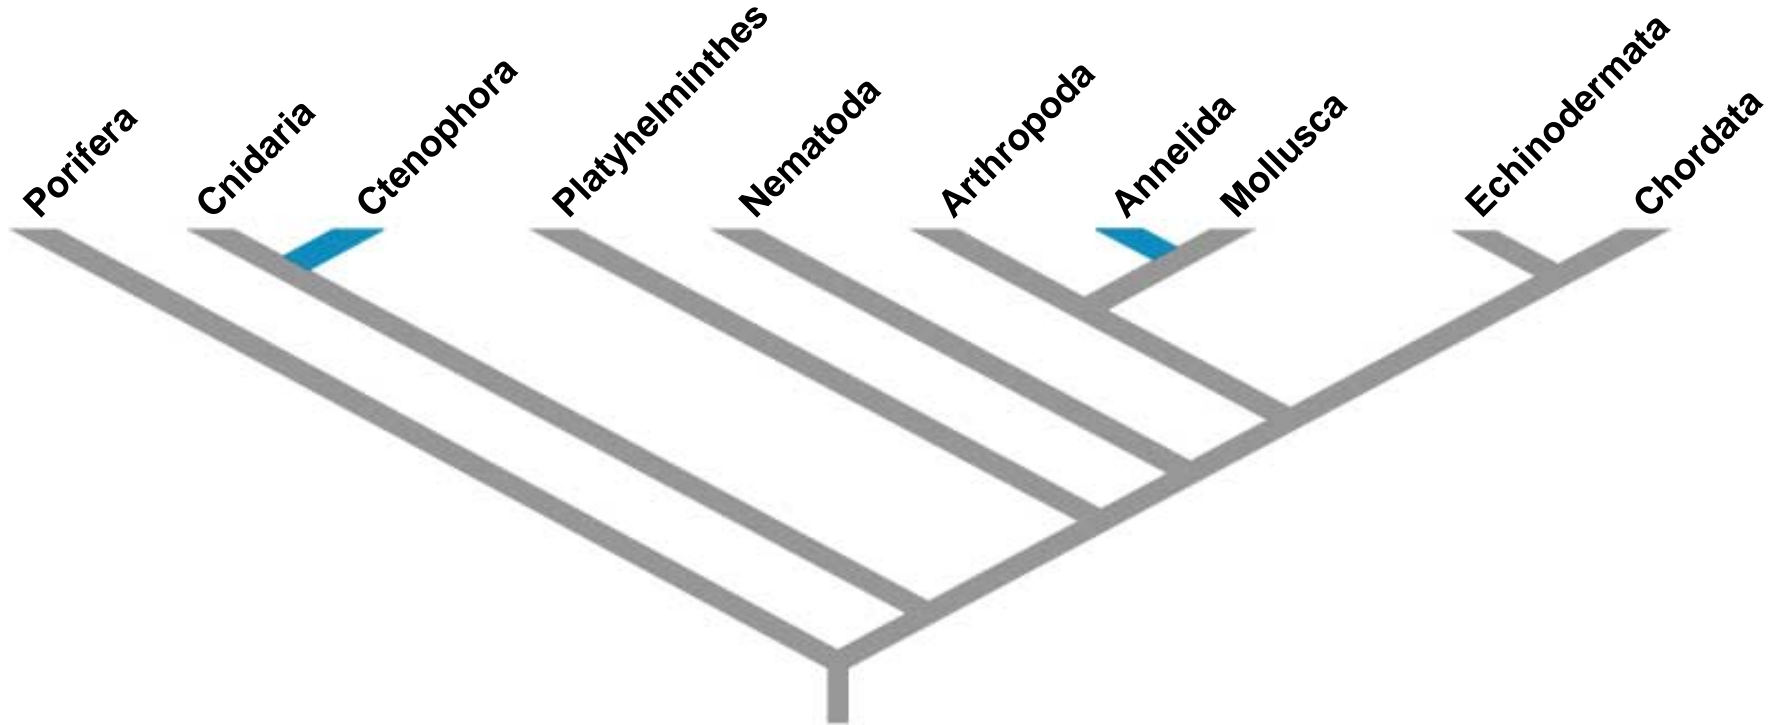 Porifera
Cnidaria
Ctenophora
Platyhelminthes
Nematoda
Arthropoda
Annelida
Mollusca
Echinodermata
Chordata